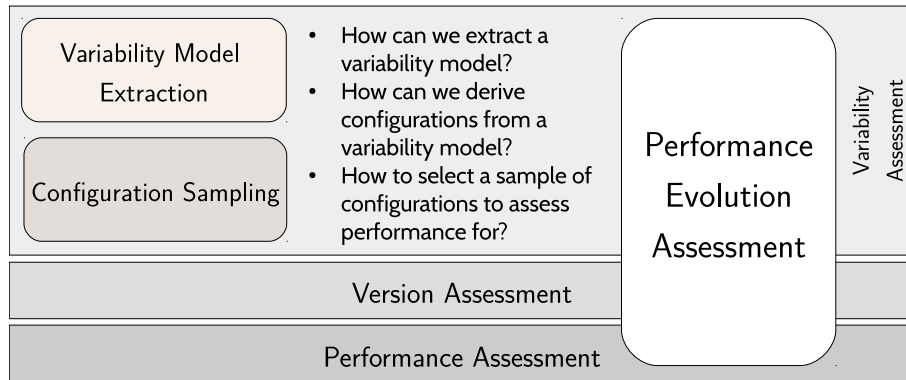 Variability Model
Extraction
Configuration Sampling
• How can we extract a
variability model?
• How can we derive
configurations from a
variability model?
• How to select a sample of
configurations to assess
performance for?
Performance
Evolution
Assessment
Variability
Assessment
Version Assessment
Performance Assessment